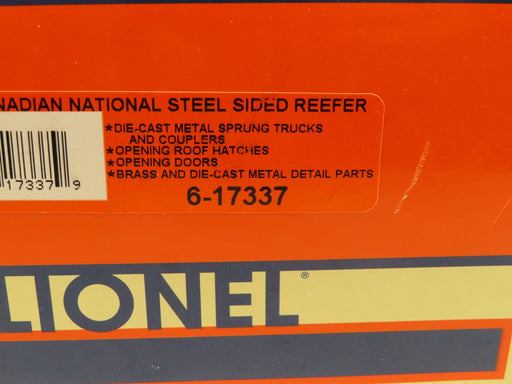 NADIAN NATIONAL STEEL SIDED REEFER
*DIE-CAST METAL SPRUNG TRUCKS
AND COUPLERS
*OPENING ROOF HATCHES
*OPENING DOORS
*BRASS AND DIE-CAST METAL DETAIL PARTS
17337 9
6-17337
LIONEL®